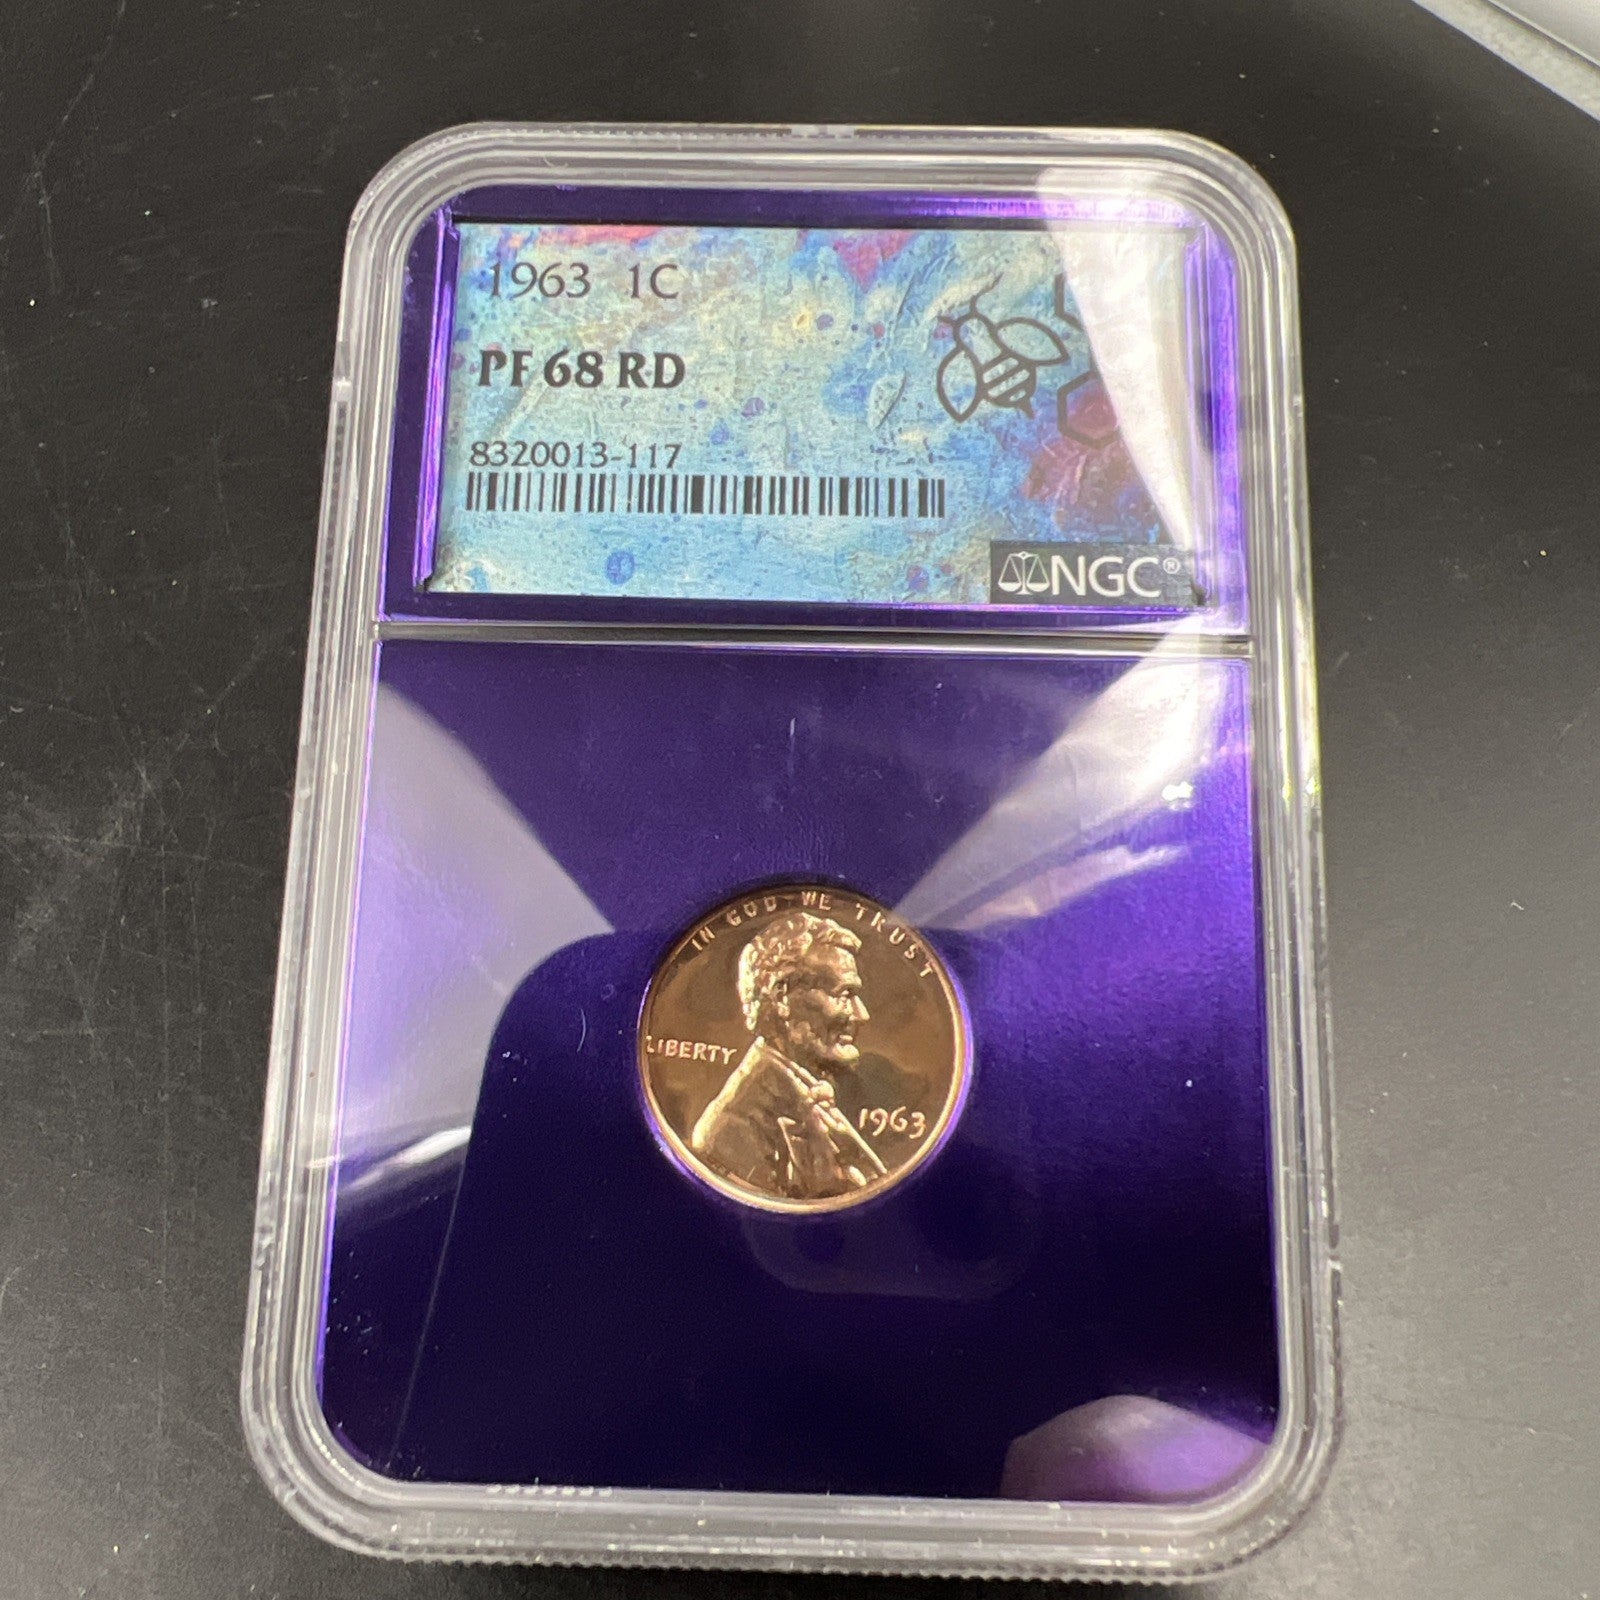 1963 1C
PF 68 RD
8320013-117
NGC®
IN GOD WE TRUST
LIBERTY
1963